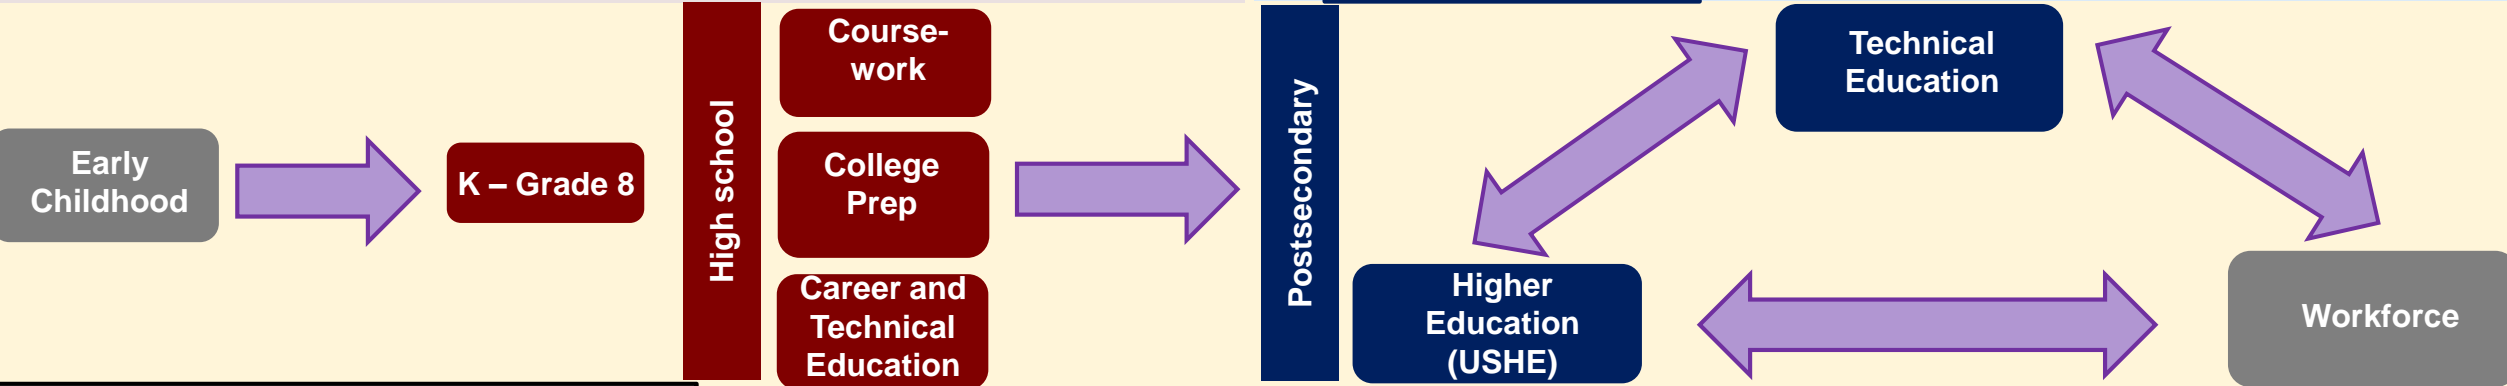 Early
Childhood
K – Grade 8
High school
Course-
work
College
Prep
Career and
Technical
Education
Postsecondary
Technical
Education
Higher
Education
(USHE)
Workforce